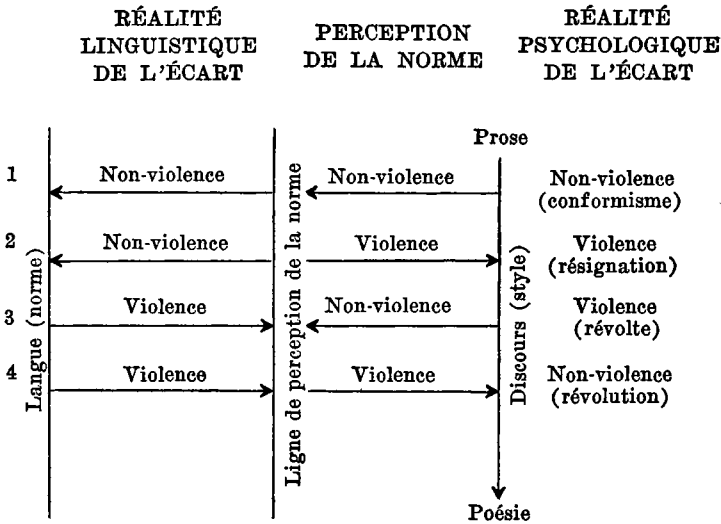 RÉALITÉ
LINGUISTIQUE
DE L'ÉCART
PERCEPTION
DE LA NORME
RÉALITÉ
PSYCHOLOGIQUE
DE L'ÉCART
Prose
1
Non-violence
Non-violence
Non-violence
(conformisme)
2
Non-violence
Violence
Violence
(résignation)
3
Violence
Non-violence
Violence
(révolte)
4
Violence
Violence
Non-violence
(révolution)
Langue (norme)
Ligne de perception de la norme
Discours (style)
Poésie